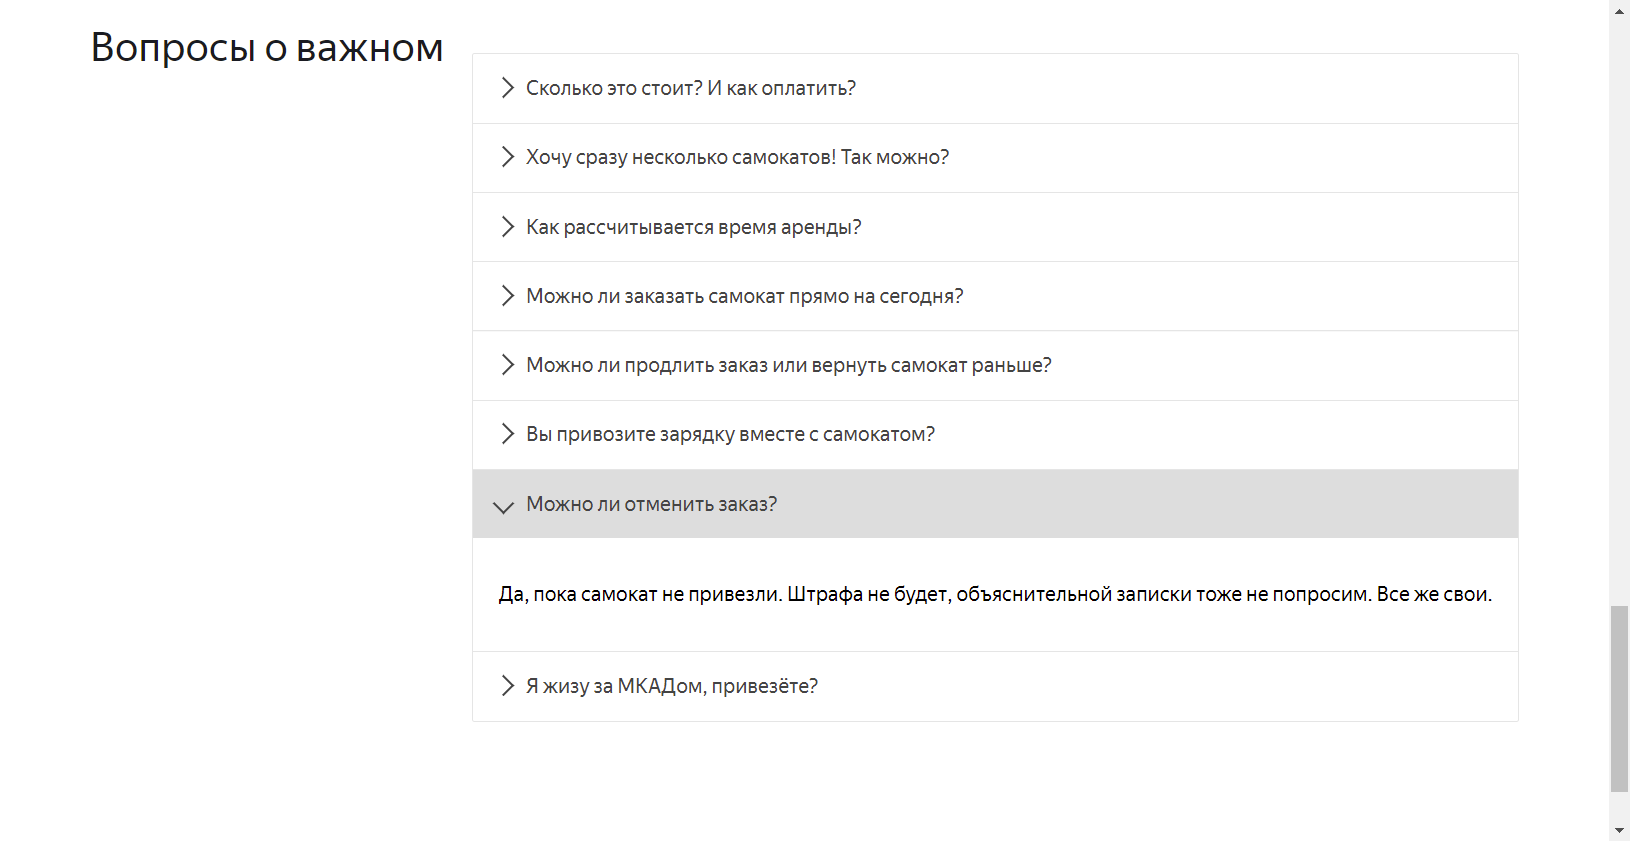 Вопросы о важном
Сколько это стоит? И как оплатить?
Хочу сразу несколько самокатов! Так можно?
Как рассчитывается время аренды?
Можно ли заказать самокат прямо на сегодня?
Можно ли продлить заказ или вернуть самокат раньше?
Вы привозите зарядку вместе с самокатом?
Можно ли отменить заказ?
Да, пока самокат не привезли. Штрафа не будет, объяснительной записки тоже не попросим. Все же свои.
Я жизу за МКАДом, привезёте?